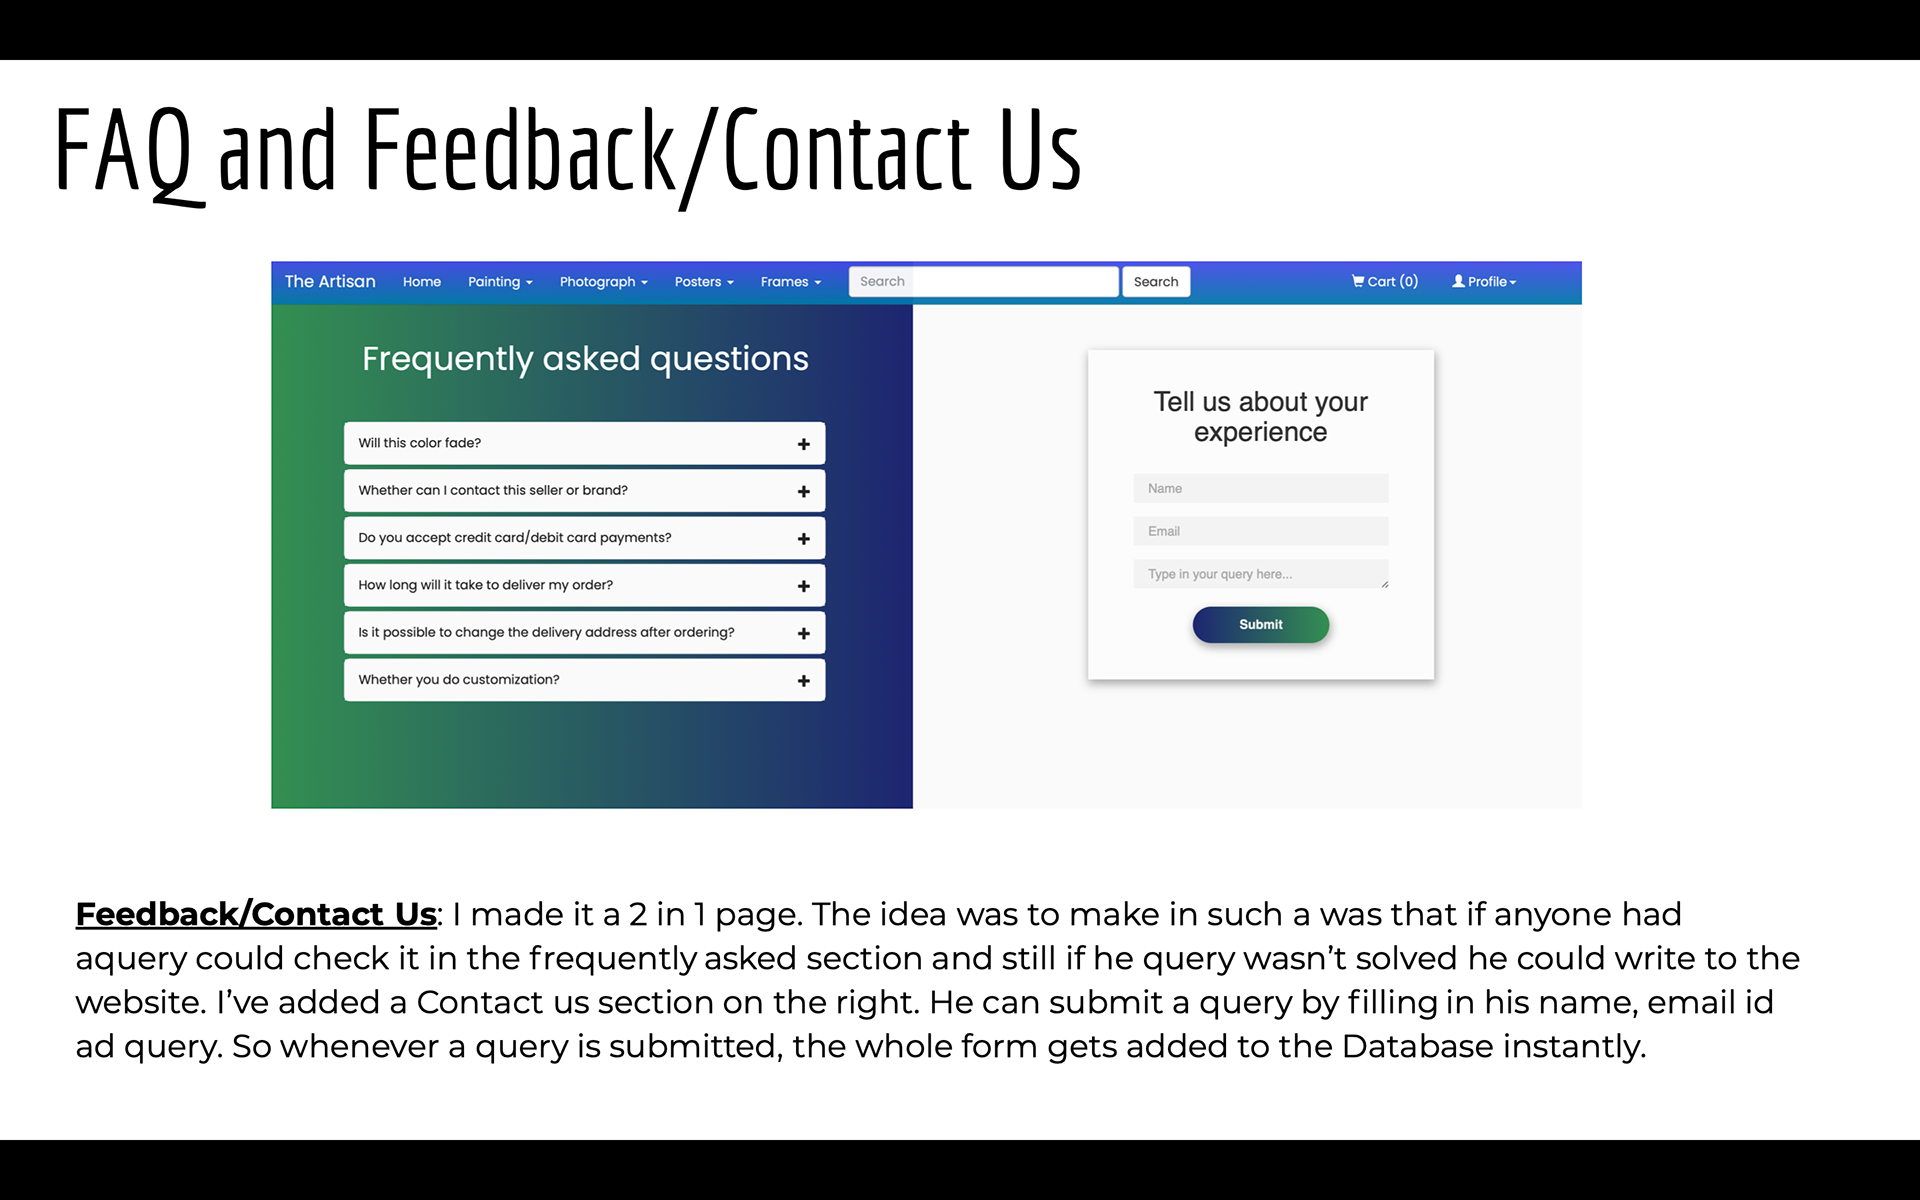 FAQ and Feedback/Contact Us
The Artisan Home Painting Photograph Posters Frames Search Search Cart (0) Profile
Frequently asked questions
Will this color fade?
Whether can I contact this seller or brand?
Do you accept credit card/debit card payments?
How long will it take to deliver my order?
Is it possible to change the delivery address after ordering?
Whether you do customization?
Tell us about your
experience
Name
Email
Type in your query here...
Submit
Feedback/Contact Us: I made it a 2 in 1 page. The idea was to make in such a was that if anyone had
aquery could check it in the frequently asked section and still if he query wasn’t solved he could write to the
website. I’ve added a Contact us section on the right. He can submit a query by filling in his name, email id
ad query. So whenever a query is submitted, the whole form gets added to the Database instantly.